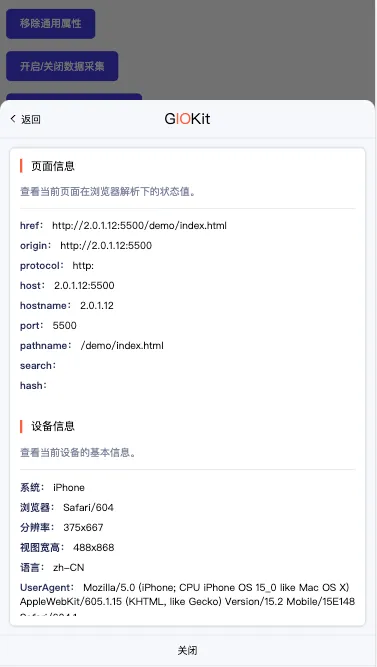 移除通用属性
开启/关闭数据采集
返回
GIOKit
页面信息
查看当前页面在浏览器解析下的状态值。
href： http://2.0.1.12:5500/demo/index.html
origin： http://2.0.1.12:5500
protocol： http:
host： 2.0.1.12:5500
hostname： 2.0.1.12
port： 5500
pathname： /demo/index.html
search：
hash：
设备信息
查看当前设备的基本信息。
系统： iPhone
浏览器： Safari/604
分辨率： 375x667
视图宽高： 488x868
语言： zh-CN
UserAgent： Mozilla/5.0 (iPhone; CPU iPhone OS 15_0 like Mac OS X)
AppleWebKit/605.1.15 (KHTML, like Gecko) Version/15.2 Mobile/15E148
关闭